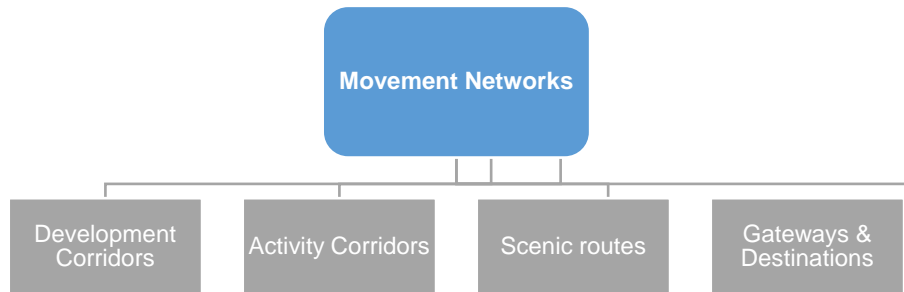 Movement Networks
Development
Corridors
Activity Corridors
Scenic routes
Gateways &
Destinations